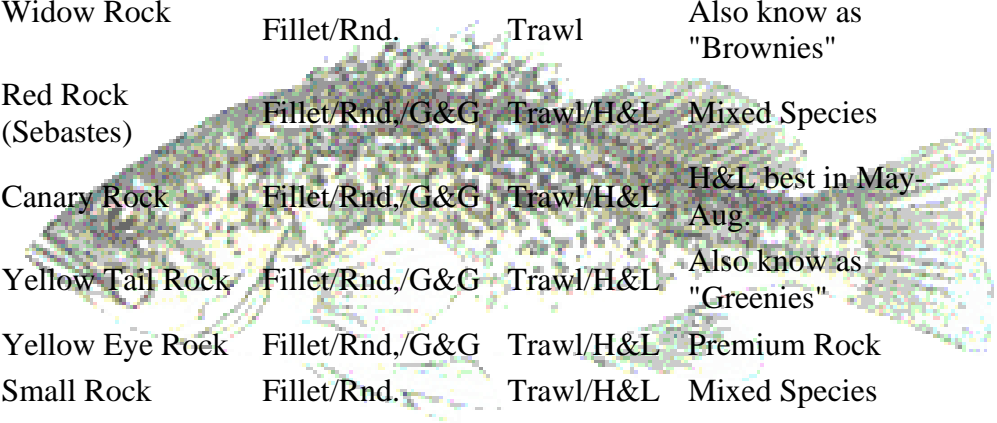 Widow Rock Fillet/Rnd. Trawl Also know as
"Brownies"
Red Rock
(Sebastes) Fillet/Rnd,/G&G Trawl/H&L Mixed Species
Canary Rock Fillet/Rnd,/G&G Trawl/H&L H&L best in May-
Aug.
Yellow Tail Rock Fillet/Rnd,/G&G Trawl/H&L Also know as
"Greenies"
Yellow Eye Rock Fillet/Rnd,/G&G Trawl/H&L Premium Rock
Small Rock Fillet/Rnd. Trawl/H&L Mixed Species